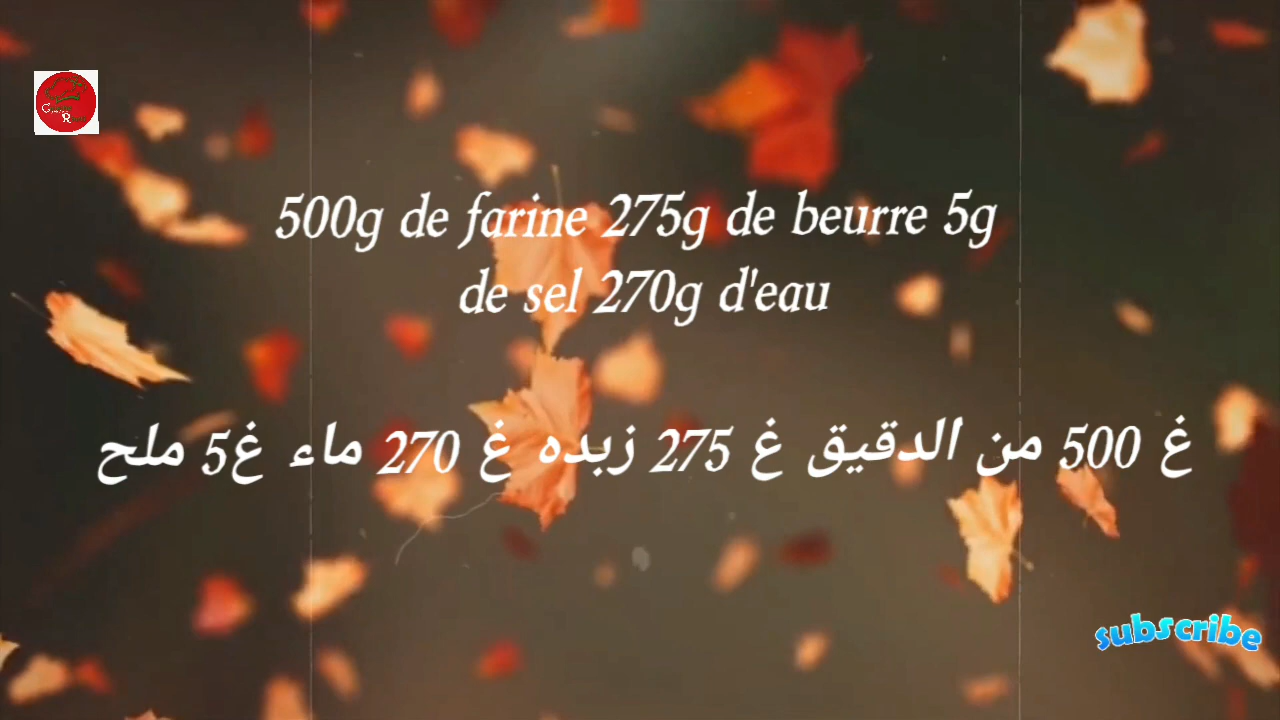 500g de farine 275g de beurre 5g
de sel 270g d'eau
غ 500 من الدقيق غ 275 زبده غ 270 ماء غ5 ملح
subscribe